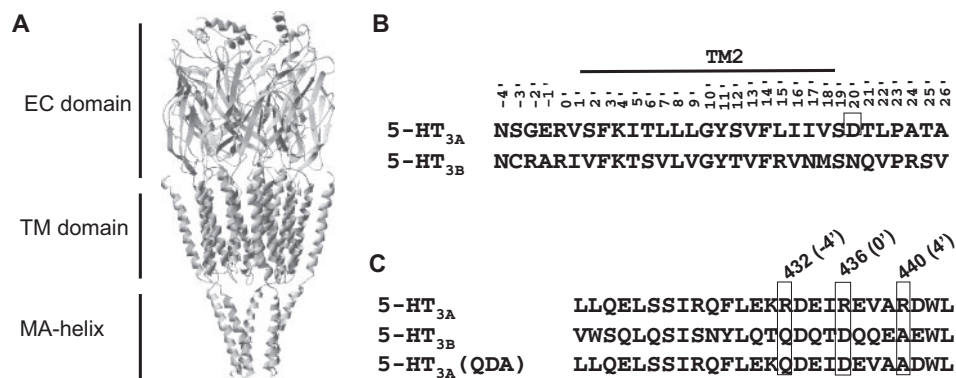 A
EC domain
TM domain
MA-helix
B
TM2
-4' -3' -2' -1' 0' 1' 2' 3' 4' 5' 6' 7' 8' 9' 10' 11' 12' 13' 14' 15' 16' 17' 18' 19' 20' 21' 22' 23' 24' 25' 26'
5-HT3A NSGERVSFKITLLLGYSVFLIIVSDTLPATA
5-HT3B NCRARIVFKTSVLVGYTVFRVNMSNQVPRSV
C
432 (-4') 436 (0') 440 (4')
5-HT3A LLQELSSIRQFLEKRDEIREVARDWL
5-HT3B VWSQLQSISNYLQTQDQTDQQEAEWL
5-HT3A(QDA) LLQELSSIRQFLEKQDEIDEVAADWL